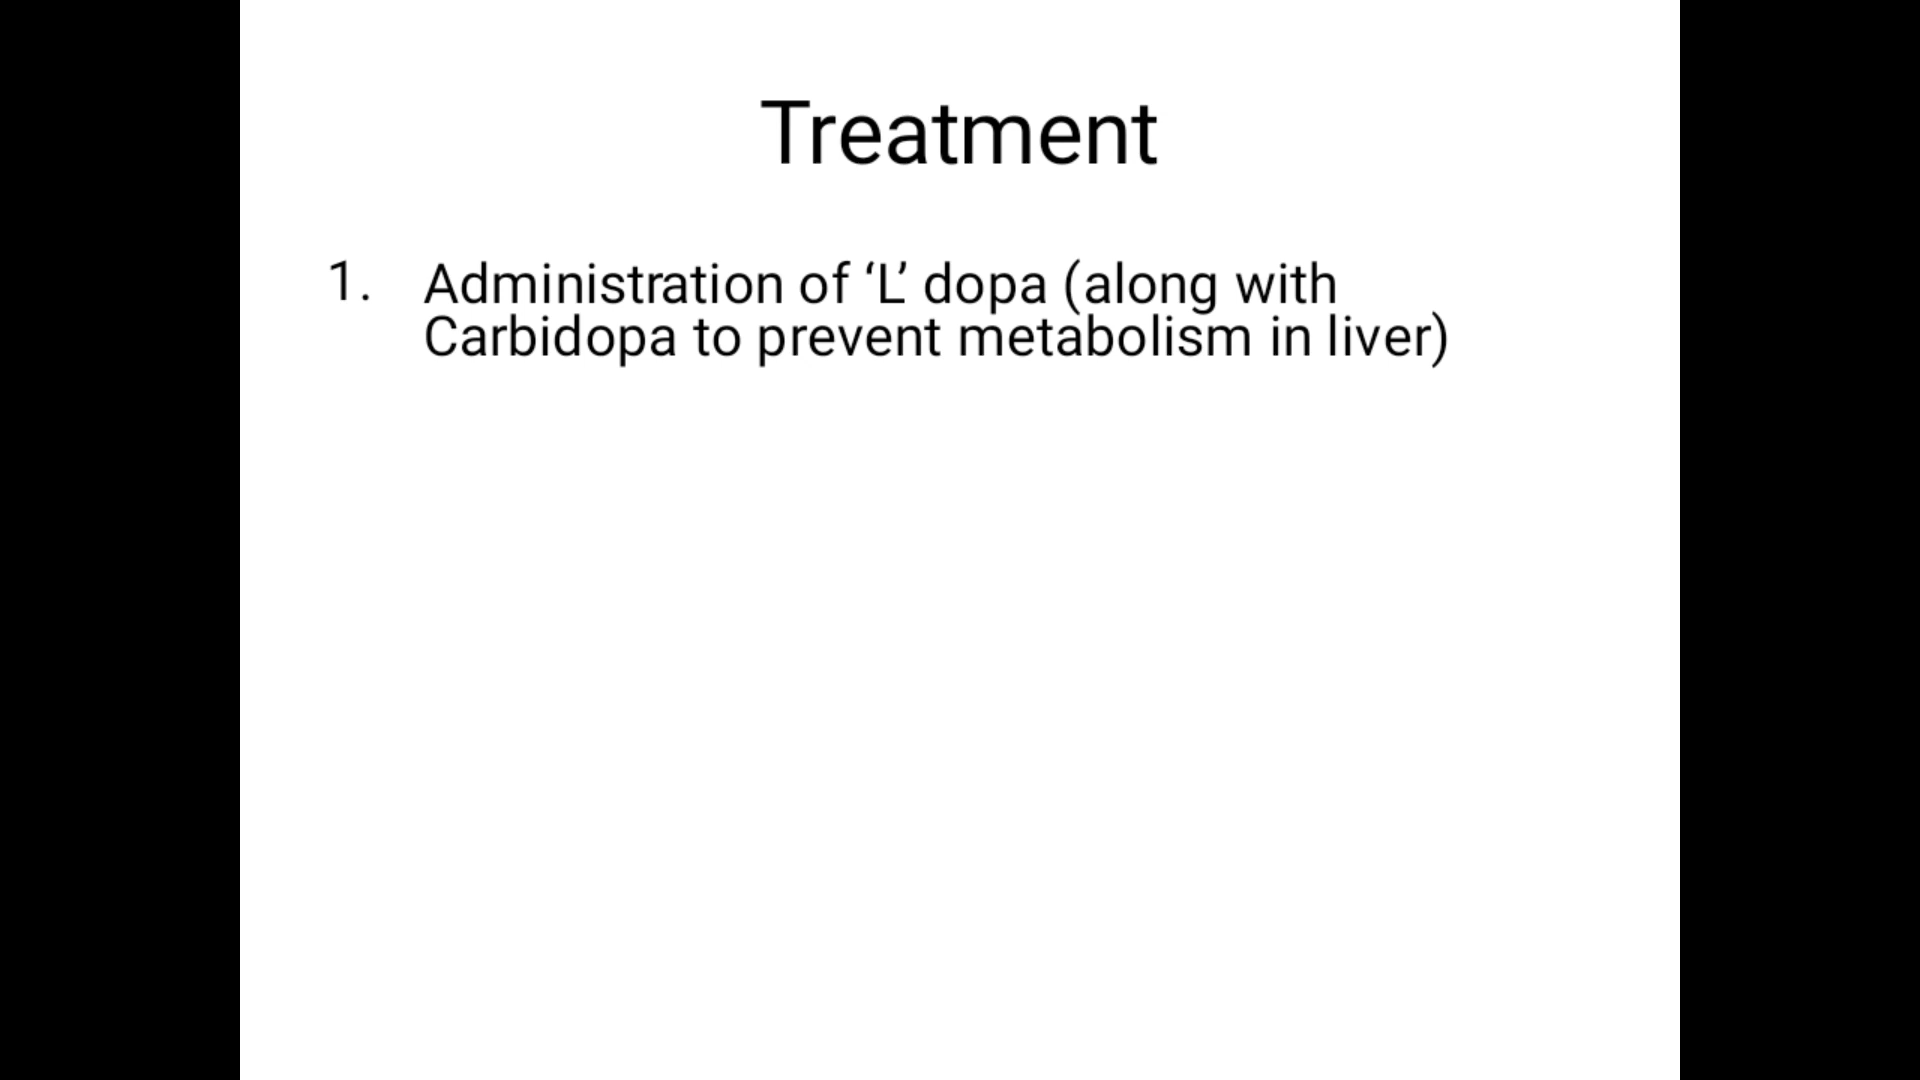 Treatment
1. Administration of ‘L’ dopa (along with
Carbidopa to prevent metabolism in liver)